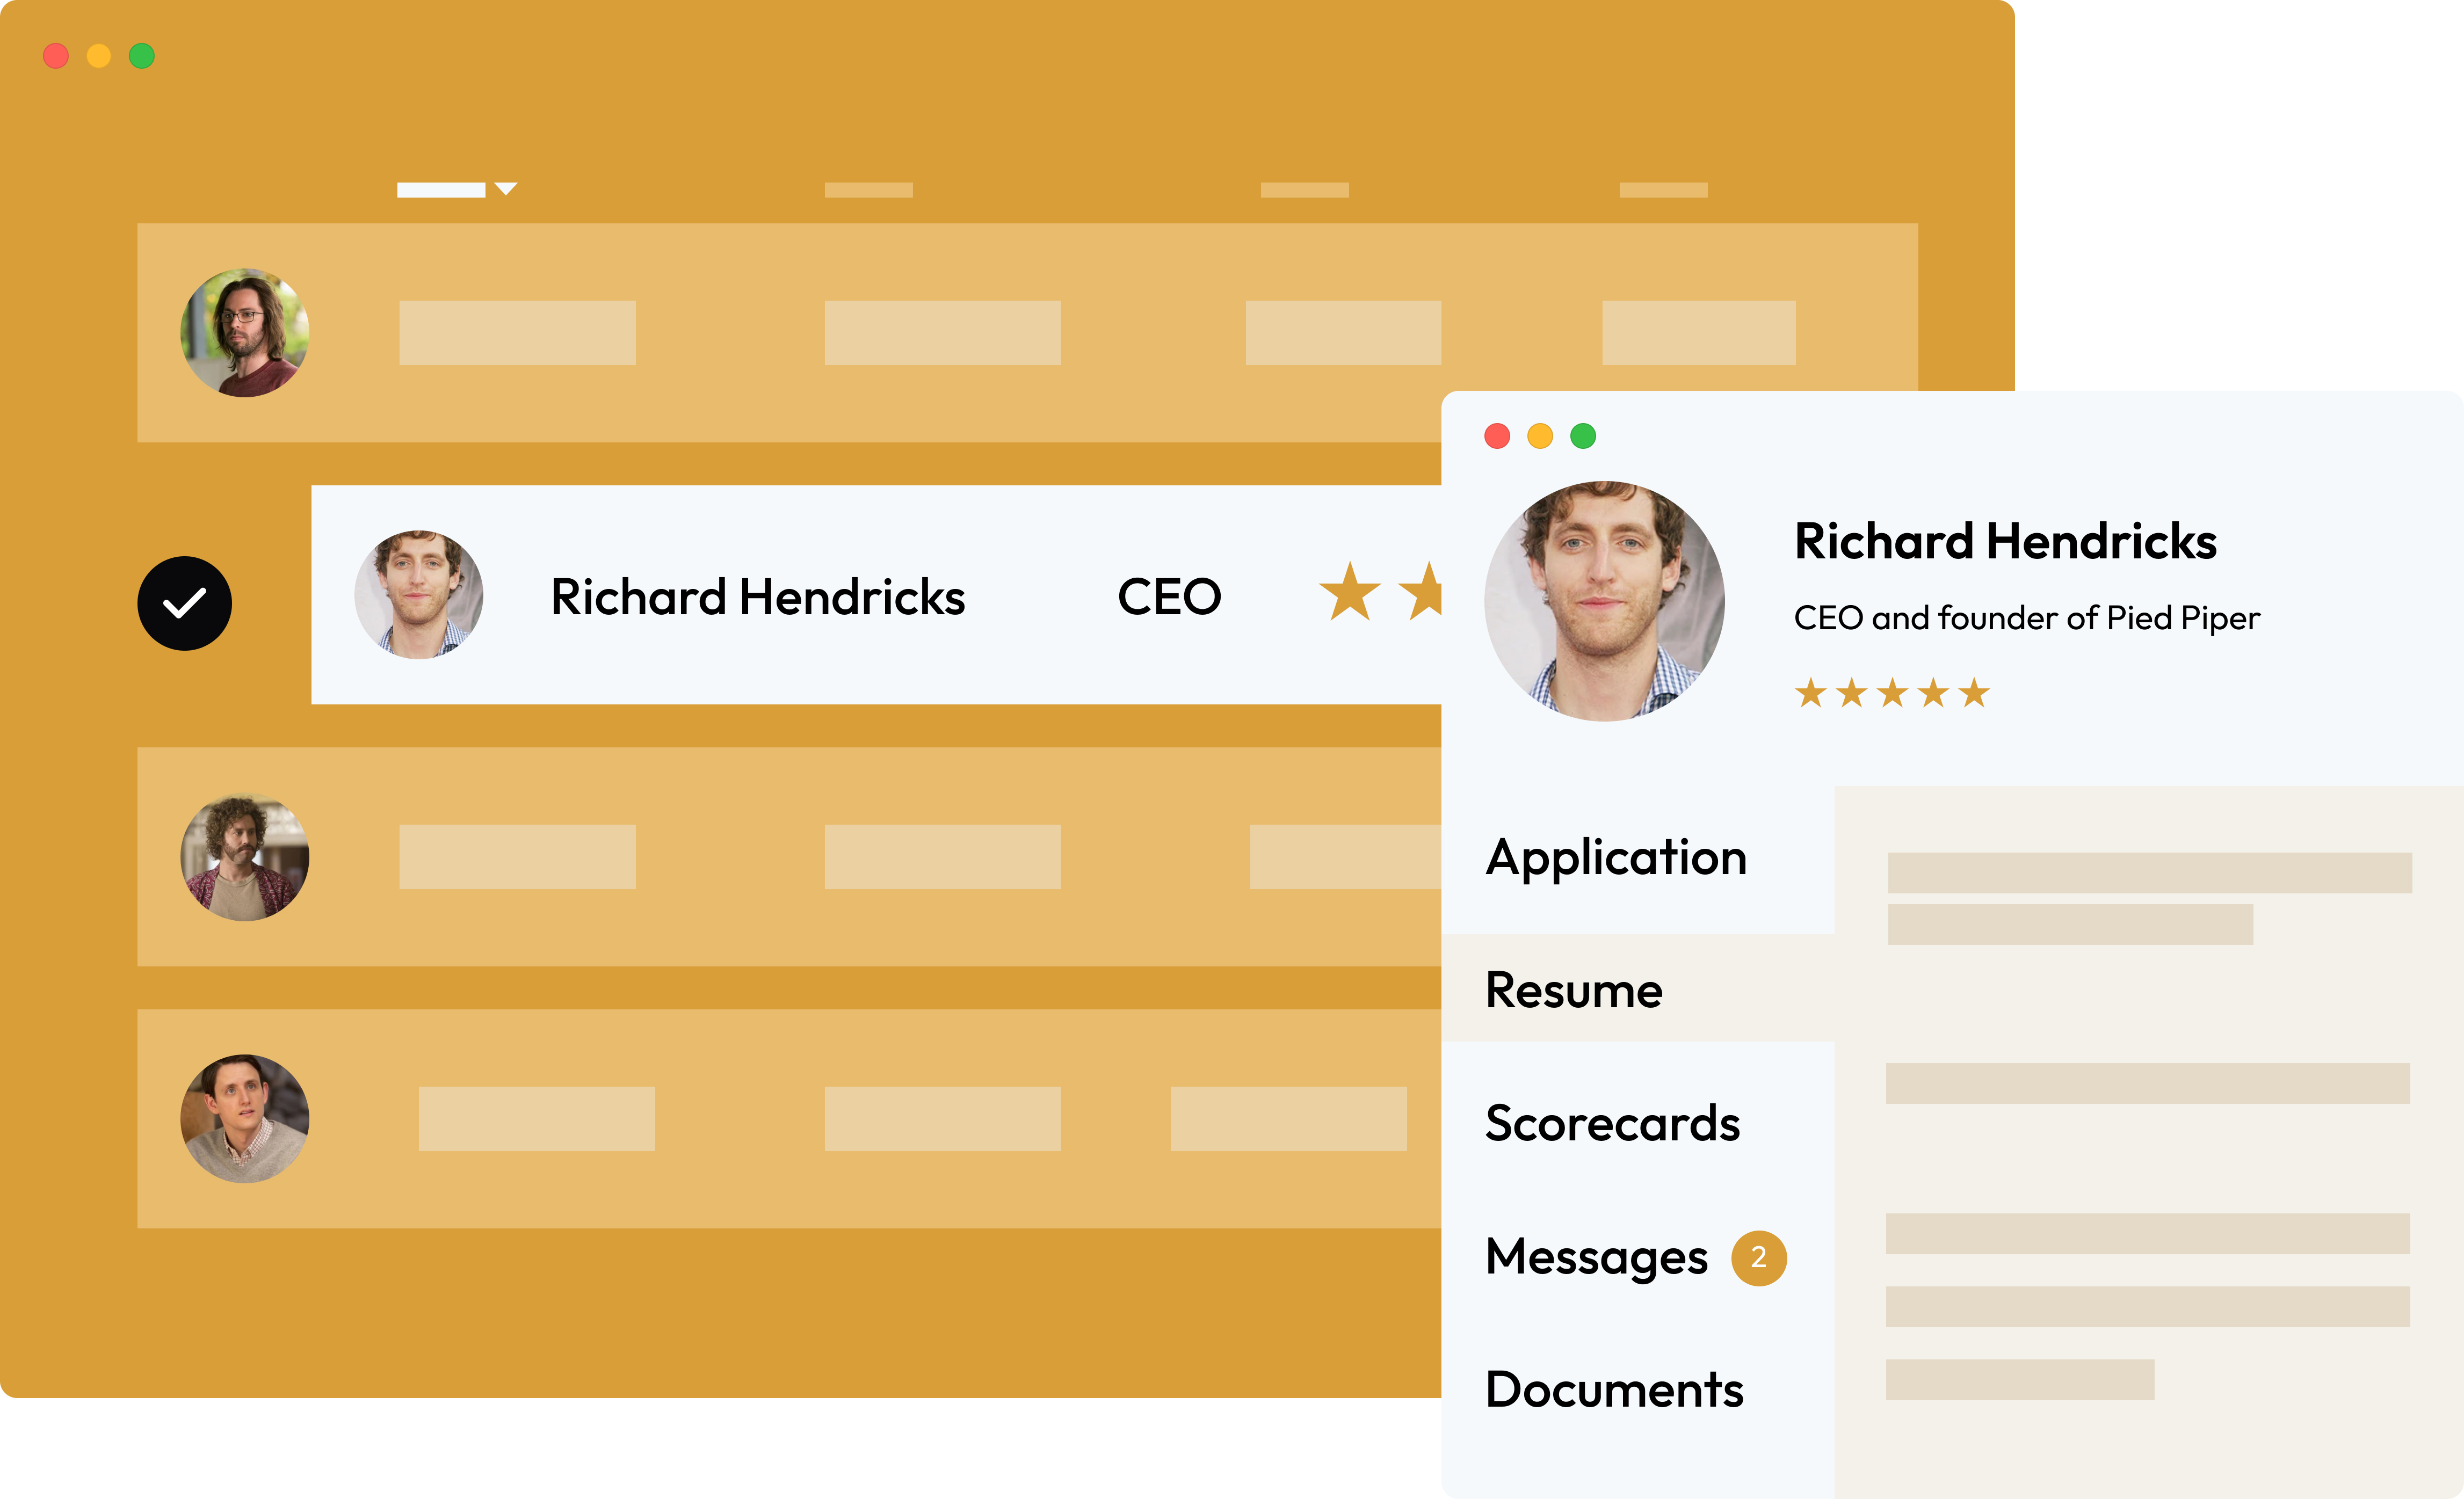 Richard Hendricks
CEO
Richard Hendricks
CEO and founder of Pied Piper
Application
Resume
Scorecards
Messages 2
Documents